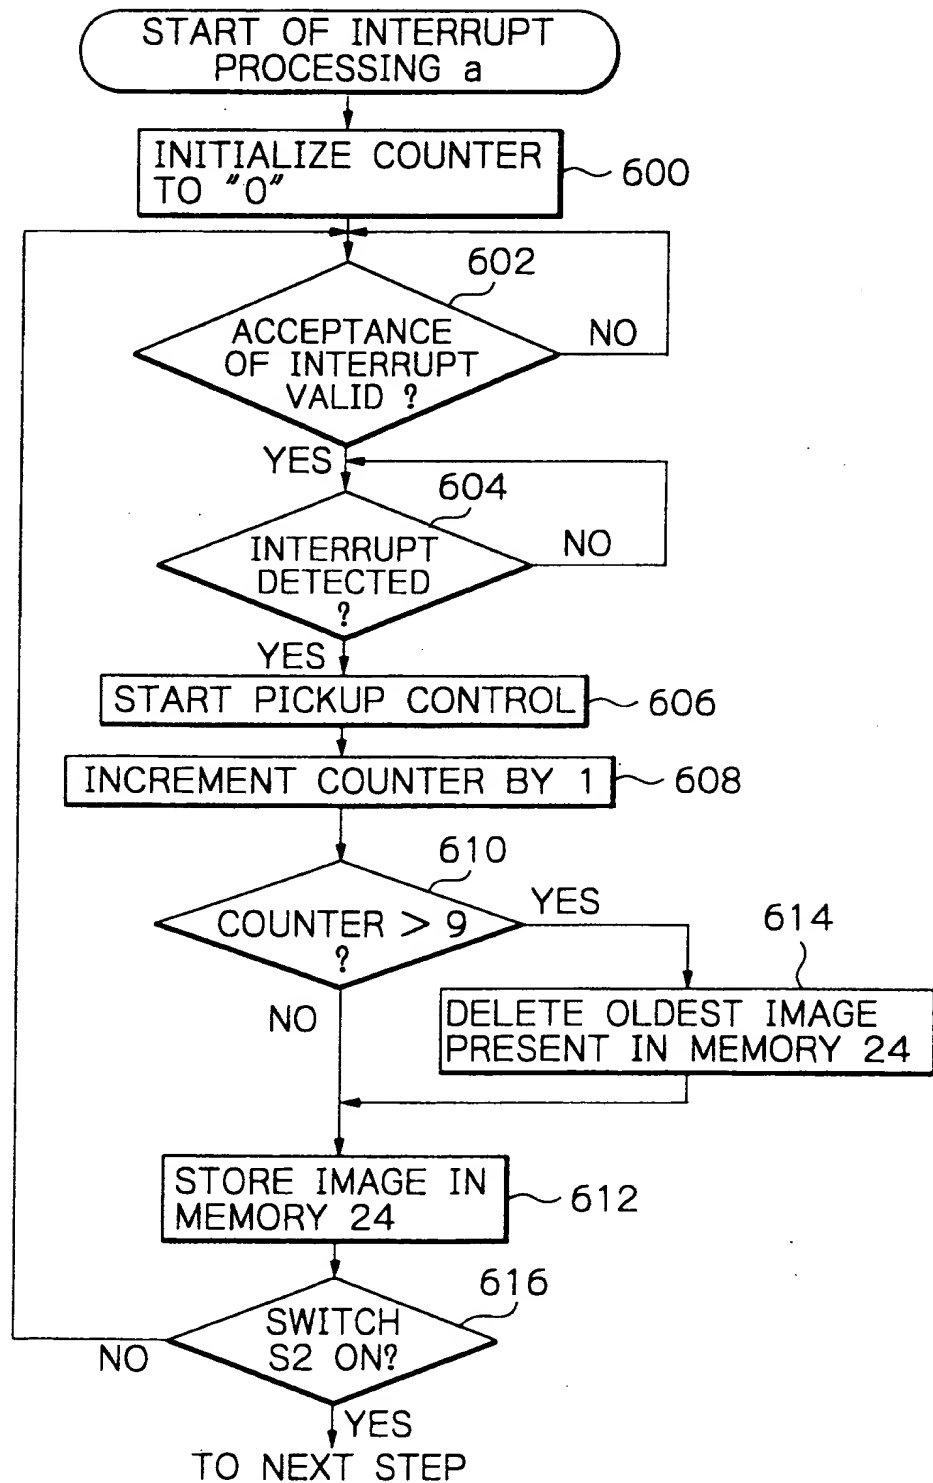 START OF INTERRUPT
PROCESSING a
INITIALIZE COUNTER
TO "0"
600
602
ACCEPTANCE
OF INTERRUPT
VALID ?
NO
YES
604
INTERRUPT
DETECTED
?
NO
YES
START PICKUP CONTROL
606
INCREMENT COUNTER BY 1
608
610
COUNTER > 9
?
YES
614
NO
DELETE OLDEST IMAGE
PRESENT IN MEMORY 24
STORE IMAGE IN
MEMORY 24
612
616
SWITCH
S2 ON?
NO
YES
TO NEXT STEP